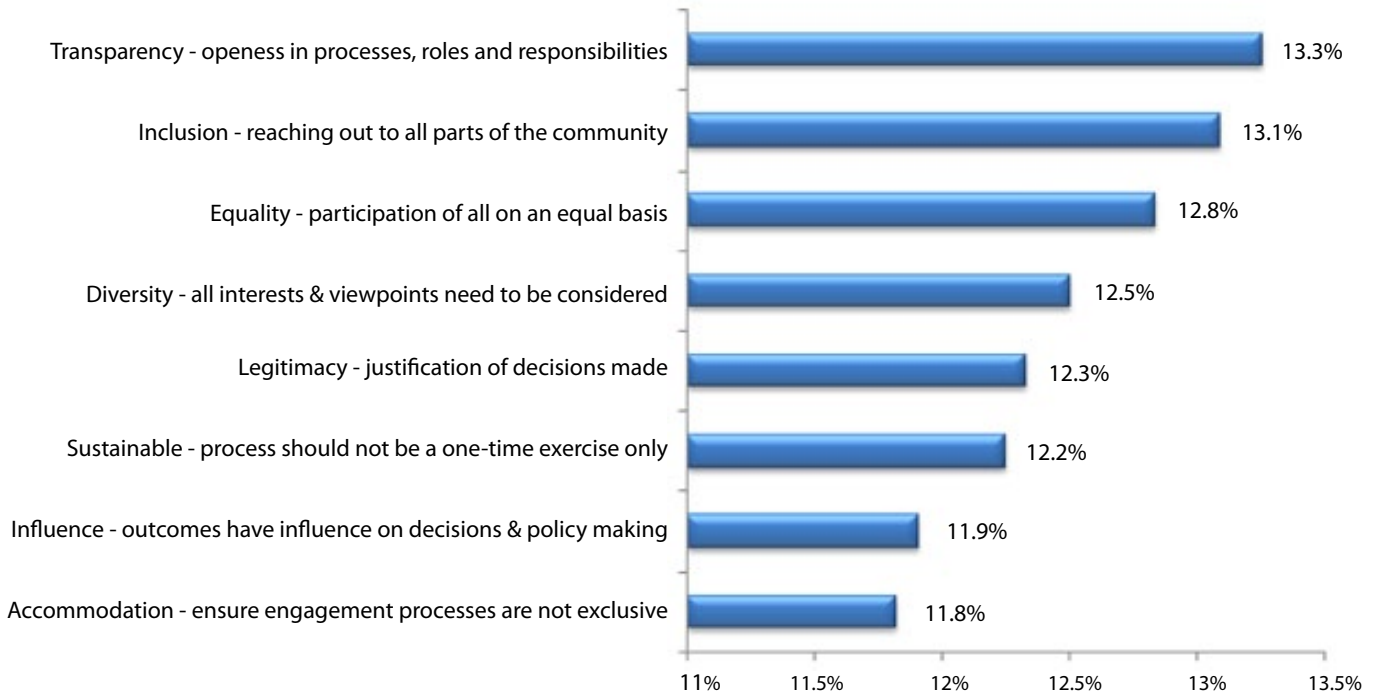 Transparency - openess in processes, roles and responsibilities
13.3%
Inclusion - reaching out to all parts of the community
13.1%
Equality - participation of all on an equal basis
12.8%
Diversity - all interests & viewpoints need to be considered
12.5%
Legitimacy - justification of decisions made
12.3%
Sustainable - process should not be a one-time exercise only
12.2%
Influence - outcomes have influence on decisions & policy making
11.9%
Accommodation - ensure engagement processes are not exclusive
11.8%
11% 11.5% 12% 12.5% 13% 13.5%